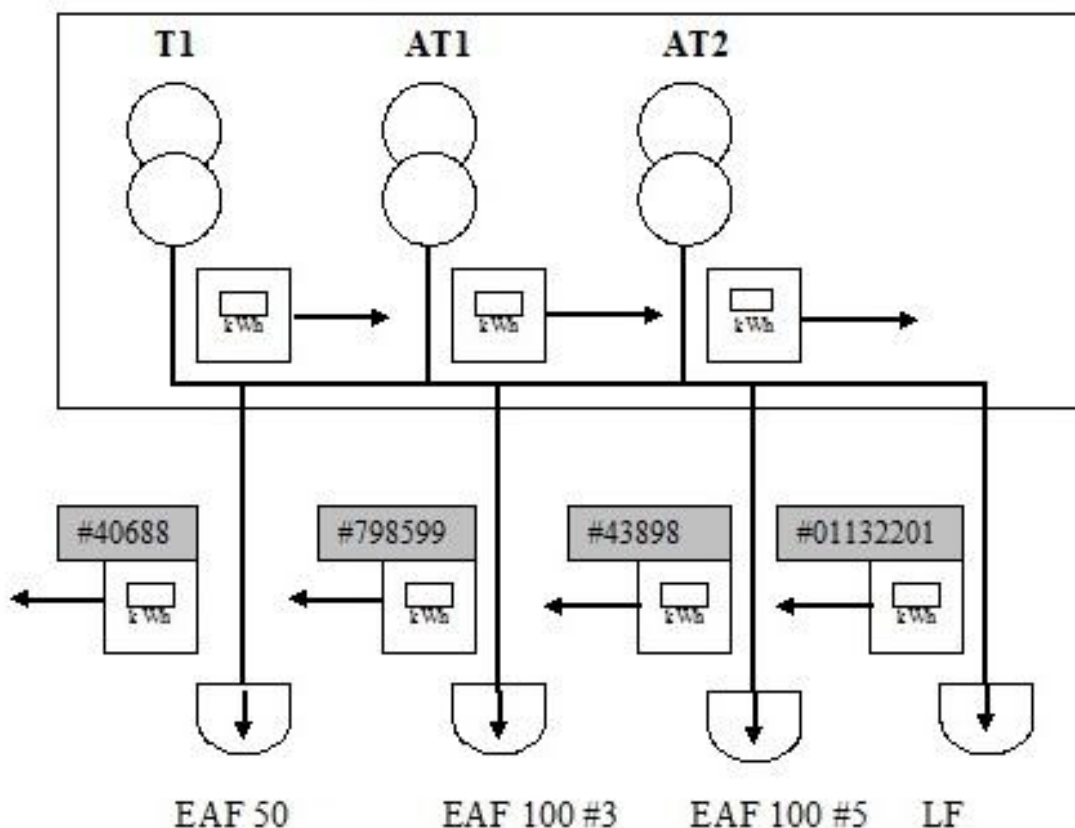 T1 AT1 AT2
kWh kWh kWh
#40688 #798599 #43898 #01132201
kWh kWh kWh kWh
EAF 50 EAF 100 #3 EAF 100 #5 LF